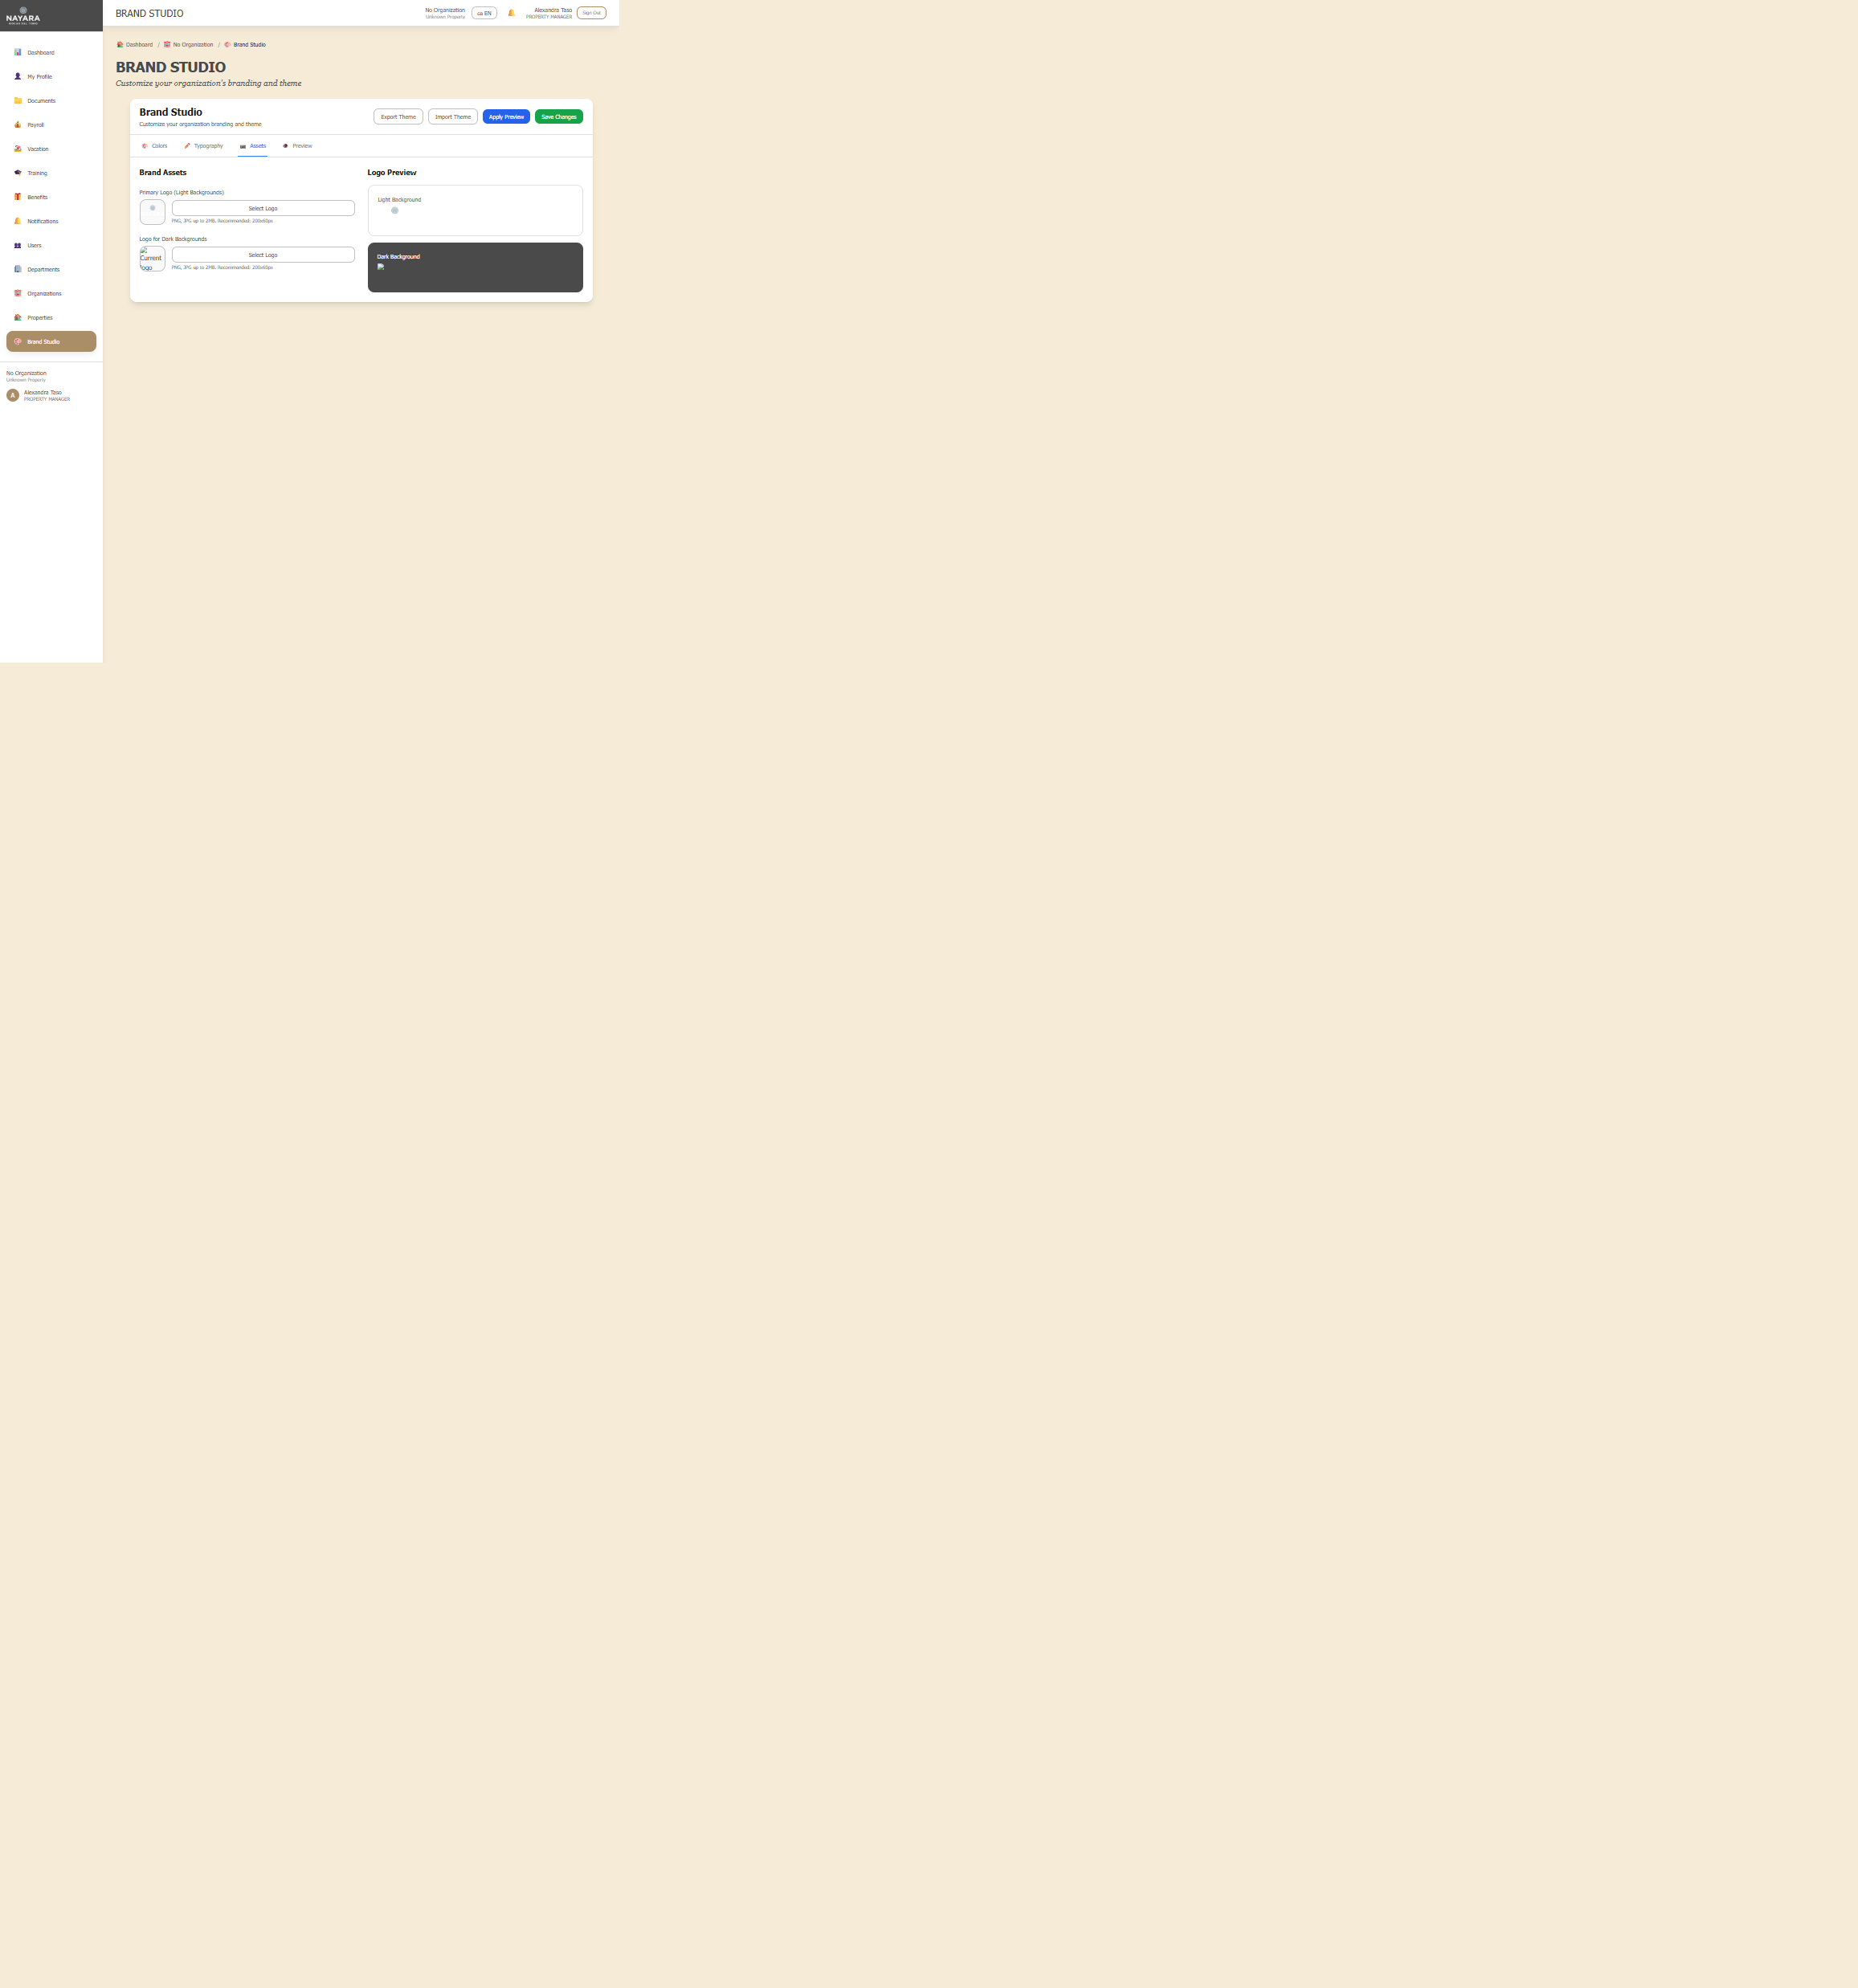 NAYARA
BRAND STUDIO
No Organization
Unknown Property
ca EN
Alexandra Taso
PROPERTY MANAGER
Sign Out
Dashboard
My Profile
Documents
Payroll
Vacation
Training
Benefits
Notifications
Users
Departments
Organizations
Properties
Brand Studio
No Organization
Unknown Property
A
Alexandra Taso
PROPERTY MANAGER
Dashboard / No Organization / Brand Studio
BRAND STUDIO
Customize your organization's branding and theme
Brand Studio
Customize your organization branding and theme
Export Theme
Import Theme
Apply Preview
Save Changes
Colors
Typography
Assets
Preview
Brand Assets
Primary Logo (Light Backgrounds)
Select Logo
PNG, JPG up to 2MB. Recommended: 200x60px
Logo for Dark Backgrounds
Current
logo
Select Logo
PNG, JPG up to 2MB. Recommended: 200x60px
Logo Preview
Light Background
Dark Background